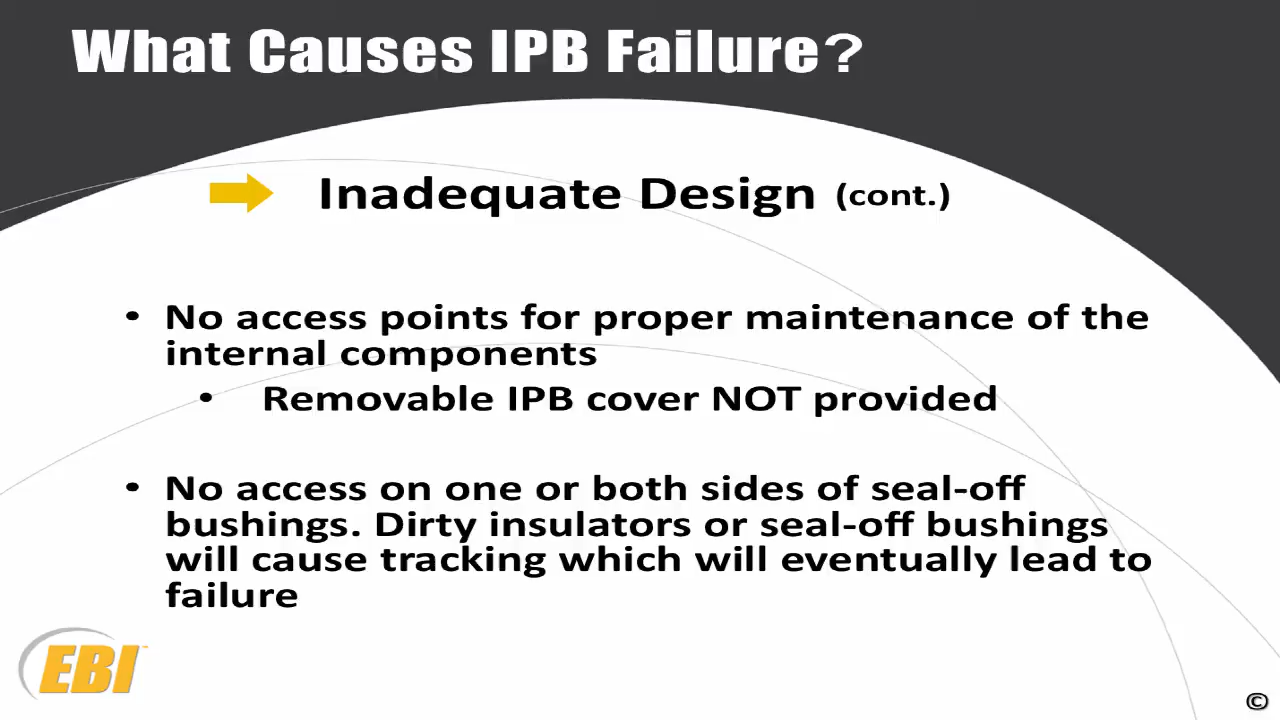 What Causes IPB Failure?
Inadequate Design (cont.)
• No access points for proper maintenance of the
internal components
• Removable IPB cover NOT provided
• No access on one or both sides of seal-off
bushings. Dirty insulators or seal-off bushings
will cause tracking which will eventually lead to
failure
EBI™
©